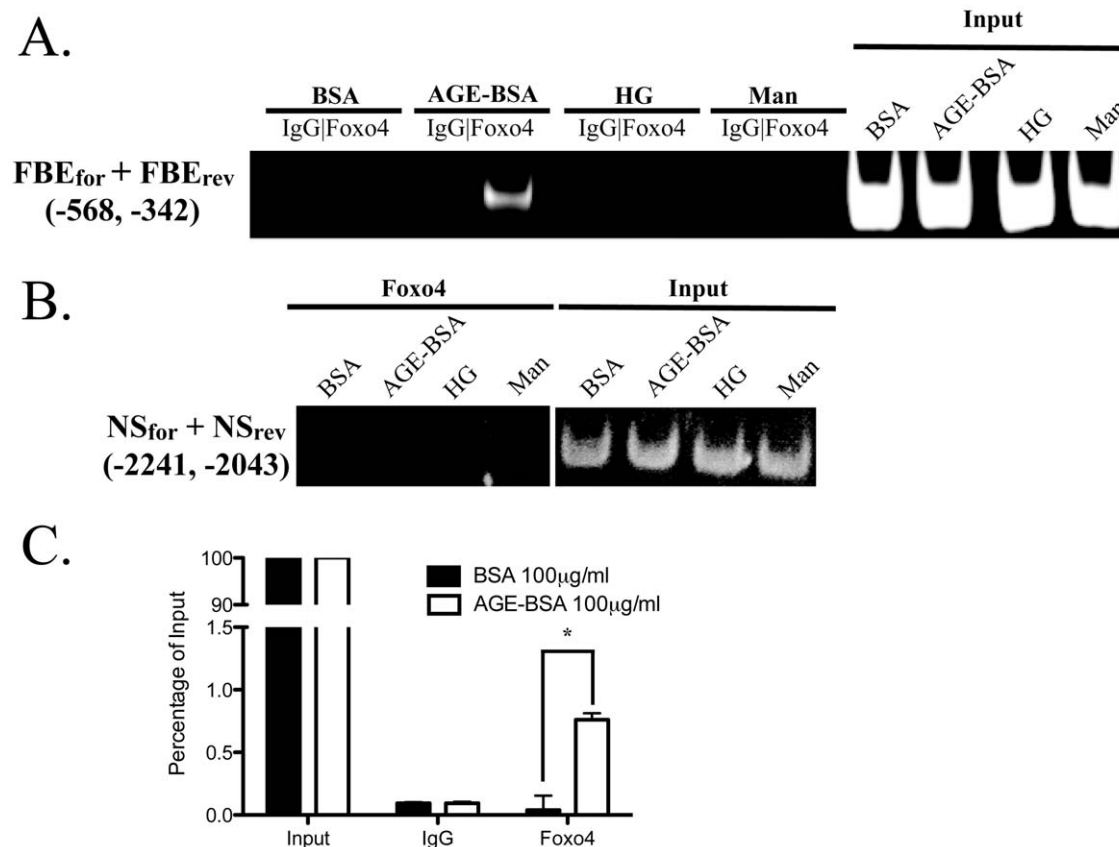 A.
Input
BSA AGE-BSA HG Man
IgG|Foxo4 IgG|Foxo4 IgG|Foxo4 IgG|Foxo4
BSA AGE-BSA HG Man
FBEfor + FBErev
(-568, -342)
B.
Foxo4 Input
BSA AGE-BSA HG Man BSA AGE-BSA HG Man
NSfor + NSrev
(-2241, -2043)
C.
Percentage of Input
100
90
1.5
1.0
0.5
0.0
BSA 100μg/ml
AGE-BSA 100μg/ml
*
Input IgG Foxo4